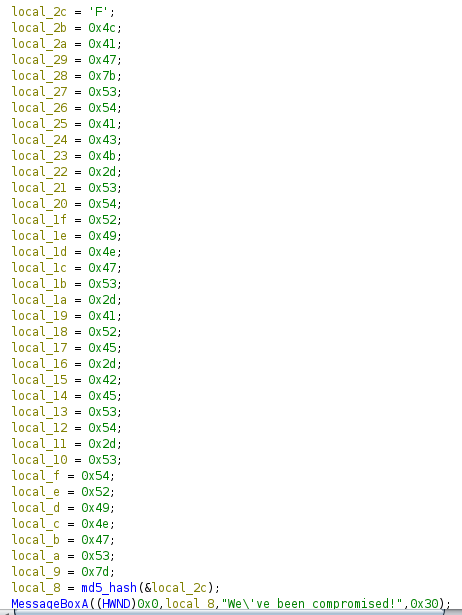 local_2c = 'F';
local_2b = 0x4c;
local_2a = 0x41;
local_29 = 0x47;
local_28 = 0x7b;
local_27 = 0x53;
local_26 = 0x54;
local_25 = 0x41;
local_24 = 0x43;
local_23 = 0x4b;
local_22 = 0x2d;
local_21 = 0x53;
local_20 = 0x54;
local_1f = 0x52;
local_1e = 0x49;
local_1d = 0x4e;
local_1c = 0x47;
local_1b = 0x53;
local_1a = 0x2d;
local_19 = 0x41;
local_18 = 0x52;
local_17 = 0x45;
local_16 = 0x2d;
local_15 = 0x42;
local_14 = 0x45;
local_13 = 0x53;
local_12 = 0x54;
local_11 = 0x2d;
local_10 = 0x53;
local_f = 0x54;
local_e = 0x52;
local_d = 0x49;
local_c = 0x4e;
local_b = 0x47;
local_a = 0x53;
local_9 = 0x7d;
local_8 = md5_hash(&local_2c);
MessageBoxA((HWND)0x0,local_8,"We\'ve been compromised!",0x30);